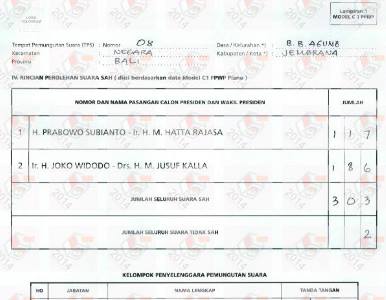 Lampiran 1
MODEL C 1 PPWP
Tempat Pemungutan Suara (TPS) : Nomor 08 Desa / Kelurahan *) : B.B. AGUNG
Kecamatan : NEGARA Kabupaten / Kota *) : JEMBRANA
Provinsi : BALI
IV. RINCIAN PEROLEHAN SUARA SAH ( diisi berdasarkan data Model C1 PPWP Plano )
NOMOR DAN NAMA PASANGAN CALON PRESIDEN DAN WAKIL PRESIDEN JUMLAH
1 H. PRABOWO SUBIANTO - Ir. H. M. HATTA RAJASA 1 1 7
2 Ir. H. JOKO WIDODO - Drs. H. M. JUSUF KALLA 1 8 6
JUMLAH SELURUH SUARA SAH 3 0 3
JUMLAH SELURUH SUARA TIDAK SAH 2
KELOMPOK PENYELENGGARA PEMUNGUTAN SUARA
NO JABATAN NAMA LENGKAP TANDA TANGAN